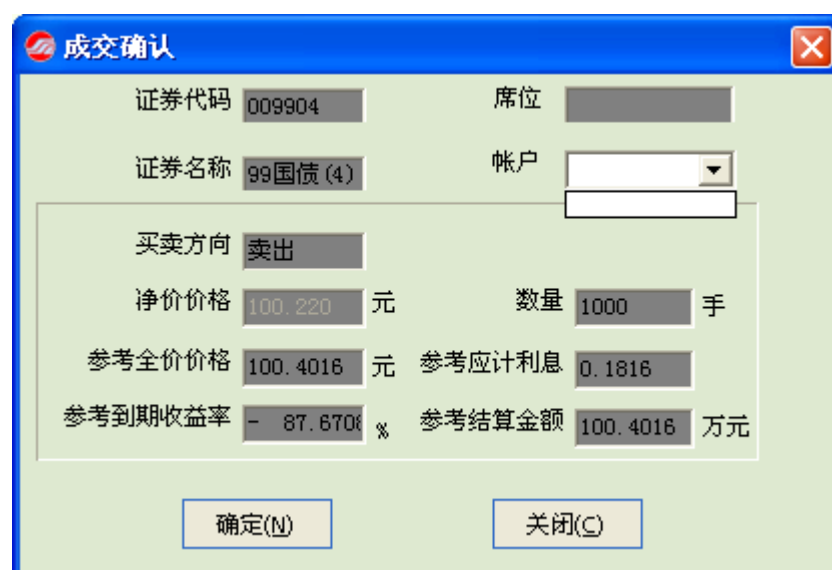 成交确认
证券代码 009904 席位
证券名称 99国债(4) 帐户
买卖方向 卖出
净价价格 100.220 元 数量 1000 手
参考全价价格 100.4016 元 参考应计利息 0.1816
参考到期收益率 - 87.670 % 参考结算金额 100.4016 万元
确定(N) 关闭(C)